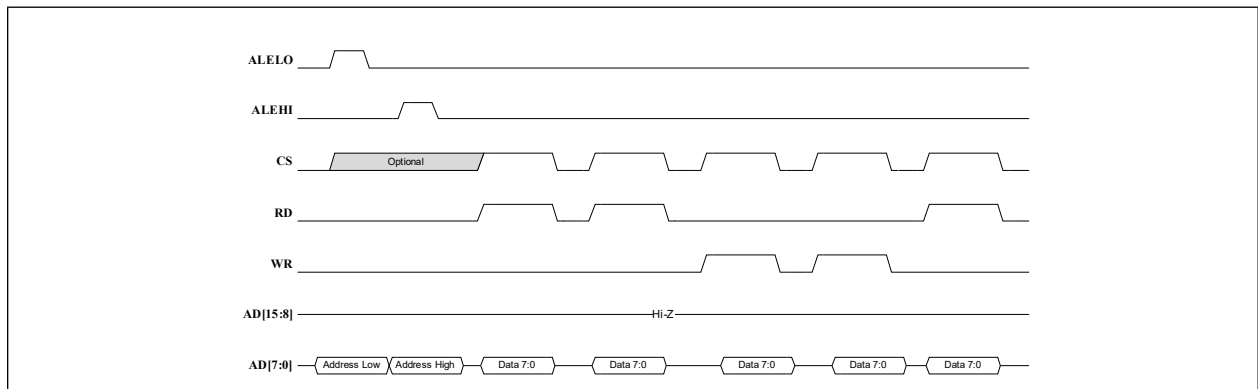 ALELO
ALEHI
CS Optional
RD
WR
AD[15:8] Hi-Z
AD[7:0] Address Low Address High Data 7:0 Data 7:0 Data 7:0 Data 7:0 Data 7:0